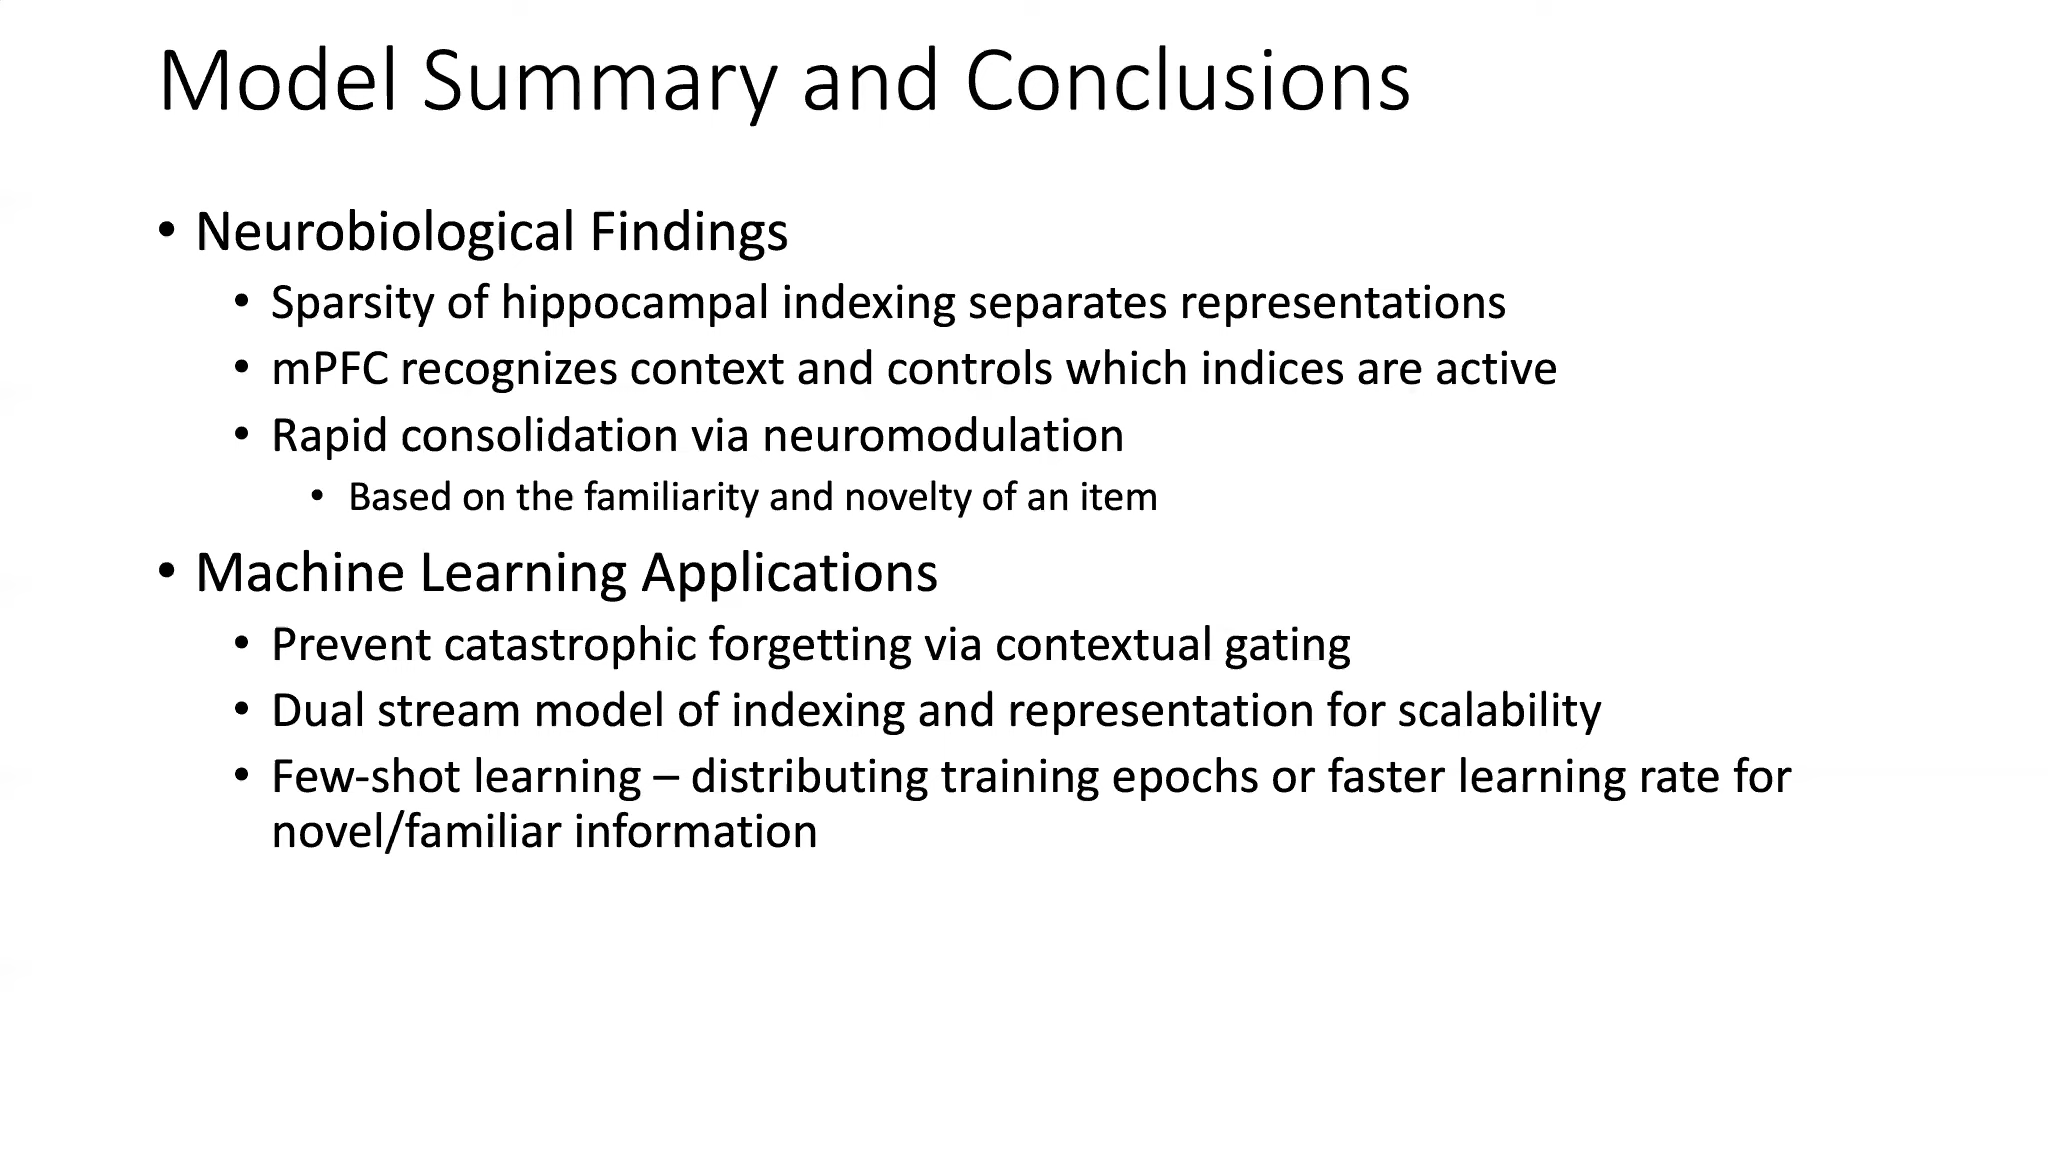 Model Summary and Conclusions
• Neurobiological Findings
• Sparsity of hippocampal indexing separates representations
• mPFC recognizes context and controls which indices are active
• Rapid consolidation via neuromodulation
• Based on the familiarity and novelty of an item
• Machine Learning Applications
• Prevent catastrophic forgetting via contextual gating
• Dual stream model of indexing and representation for scalability
• Few-shot learning – distributing training epochs or faster learning rate for
novel/familiar information